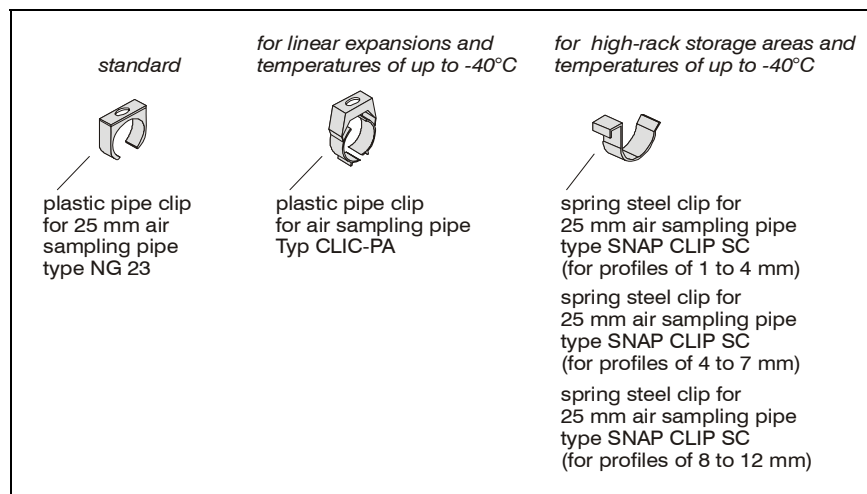 standard
for linear expansions and
temperatures of up to -40°C
for high-rack storage areas and
temperatures of up to -40°C
plastic pipe clip
for 25 mm air
sampling pipe
type NG 23
plastic pipe clip
for air sampling pipe
Typ CLIC-PA
spring steel clip for
25 mm air sampling pipe
type SNAP CLIP SC
(for profiles of 1 to 4 mm)
spring steel clip for
25 mm air sampling pipe
type SNAP CLIP SC
(for profiles of 4 to 7 mm)
spring steel clip for
25 mm air sampling pipe
type SNAP CLIP SC
(for profiles of 8 to 12 mm)